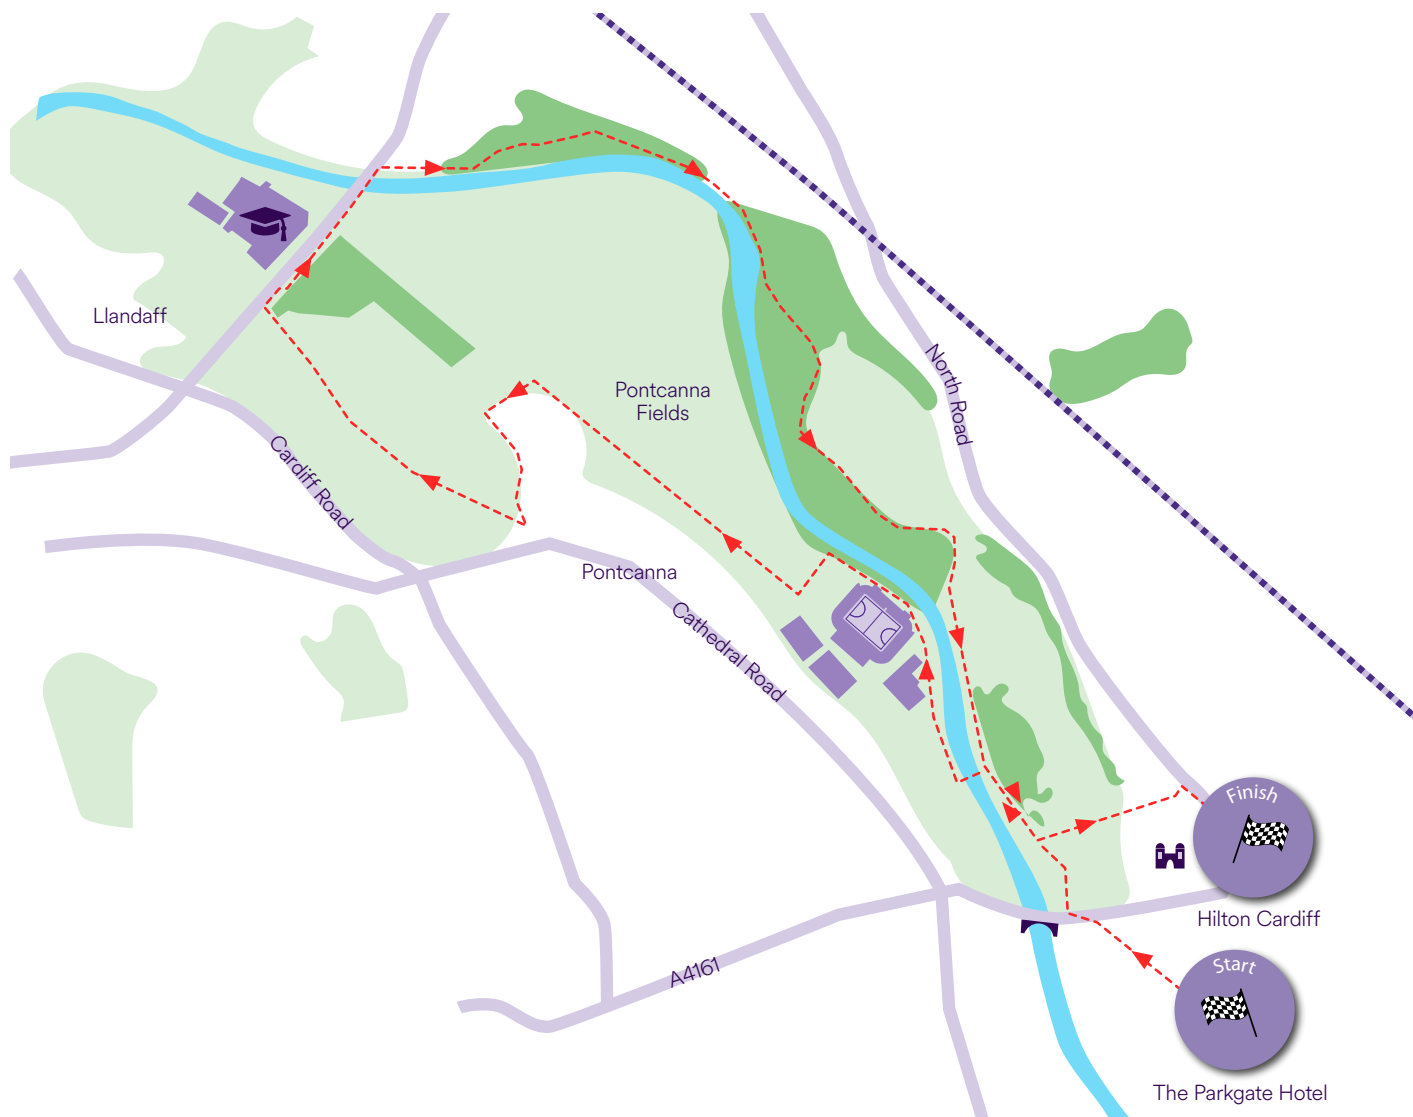 Llandaff
Pontcanna
Fields
North Road
Cardiff Road
Pontcanna
Cathedral Road
Finish
Hilton Cardiff
A4161
Start
The Parkgate Hotel